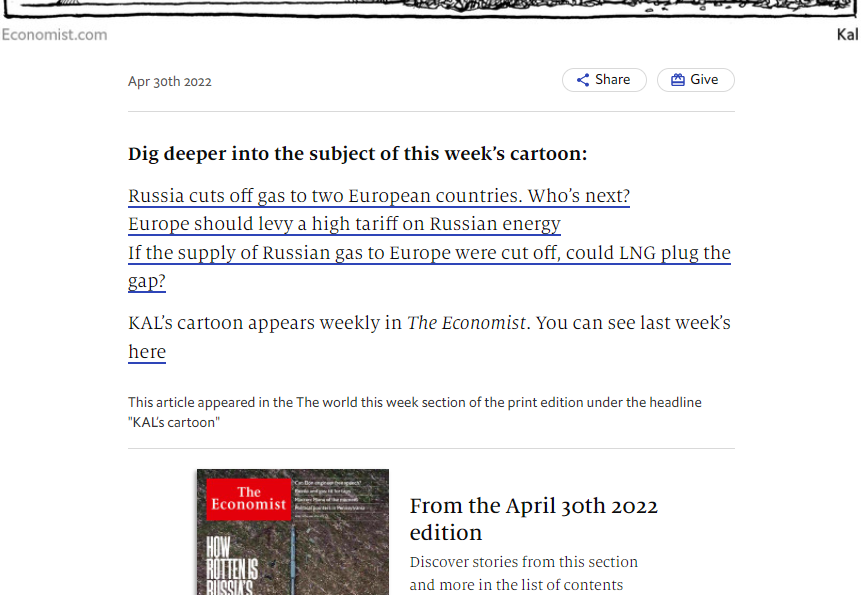 Economist.com
Kal
Apr 30th 2022
Share
Give
Dig deeper into the subject of this week’s cartoon:
Russia cuts off gas to two European countries. Who’s next?
Europe should levy a high tariff on Russian energy
If the supply of Russian gas to Europe were cut off, could LNG plug the
gap?
KAL’s cartoon appears weekly in The Economist. You can see last week’s
here
This article appeared in the The world this week section of the print edition under the headline
"KAL’s cartoon"
The
Economist
HOW
ROTTEN IS
RUSSIA’S
From the April 30th 2022
edition
Discover stories from this section
and more in the list of contents